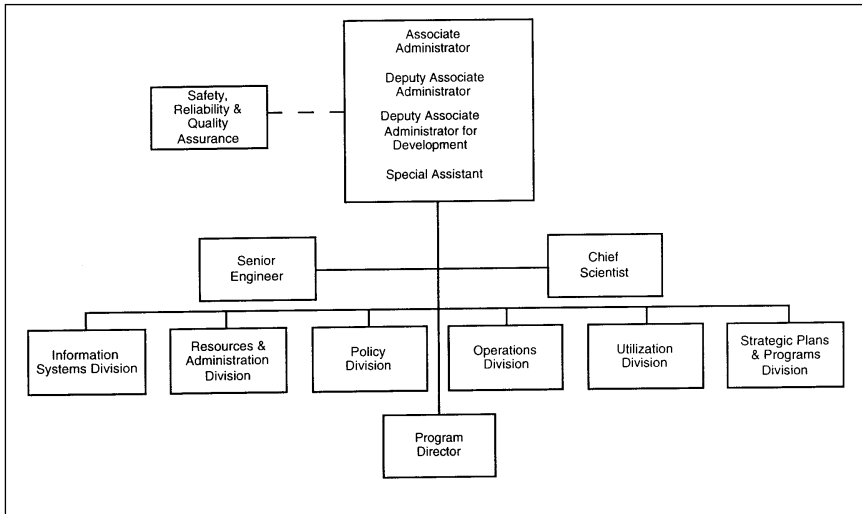 Associate
Administrator
Deputy Associate
Administrator
Deputy Associate
Administrator for
Development
Special Assistant
Safety,
Reliability &
Quality
Assurance
Senior
Engineer
Chief
Scientist
Information
Systems Division
Resources &
Administration
Division
Policy
Division
Operations
Division
Utilization
Division
Strategic Plans
& Programs
Division
Program
Director